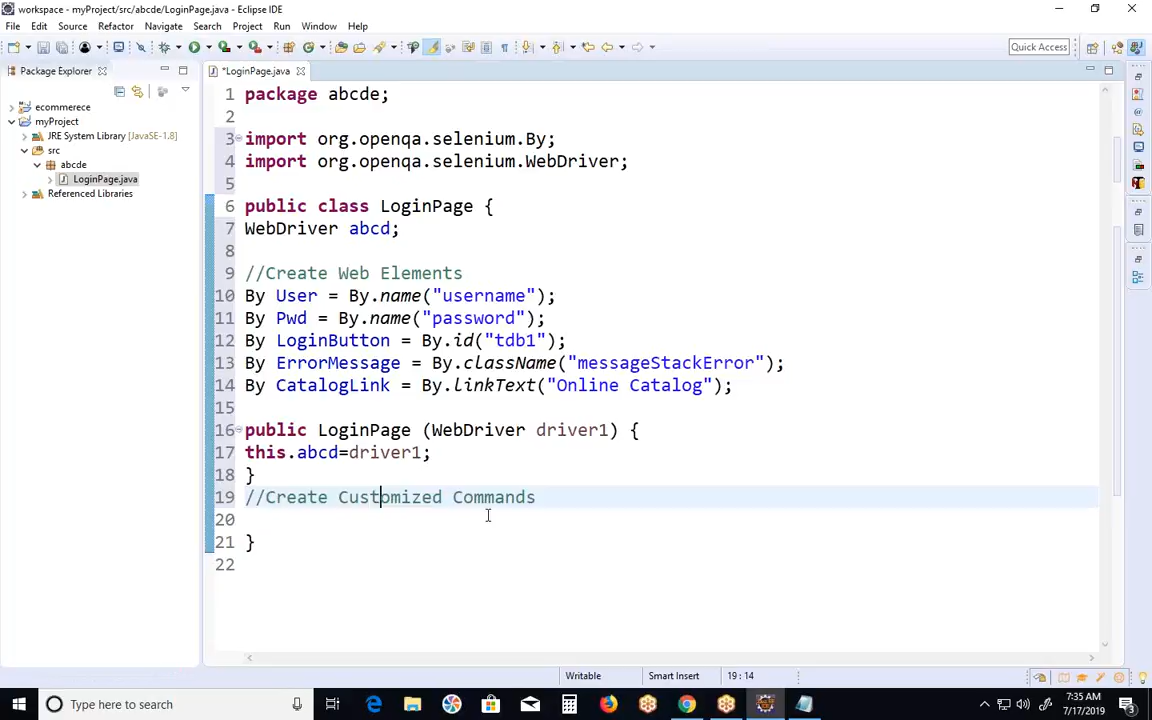 workspace - myProject/src/abcde/LoginPage.java - Eclipse IDE
File Edit Source Refactor Navigate Search Project Run Window Help
Quick Access
Package Explorer
*LoginPage.java
ecommerece
myProject
JRE System Library [JavaSE-1.8]
src
abcde
LoginPage.java
Referenced Libraries
1 package abcde;
2
3 import org.openqa.selenium.By;
4 import org.openqa.selenium.WebDriver;
5
6 public class LoginPage {
7 WebDriver abcd;
8
9 //Create Web Elements
10 By User = By.name("username");
11 By Pwd = By.name("password");
12 By LoginButton = By.id("tdb1");
13 By ErrorMessage = By.className("messageStackError");
14 By CatalogLink = By.linkText("Online Catalog");
15
16 public LoginPage (WebDriver driver1) {
17 this.abcd=driver1;
18 }
19 //Create Customized Commands
20
21 }
22
Writable Smart Insert 19 : 14
Type here to search
7:35 AM
7/17/2019
3